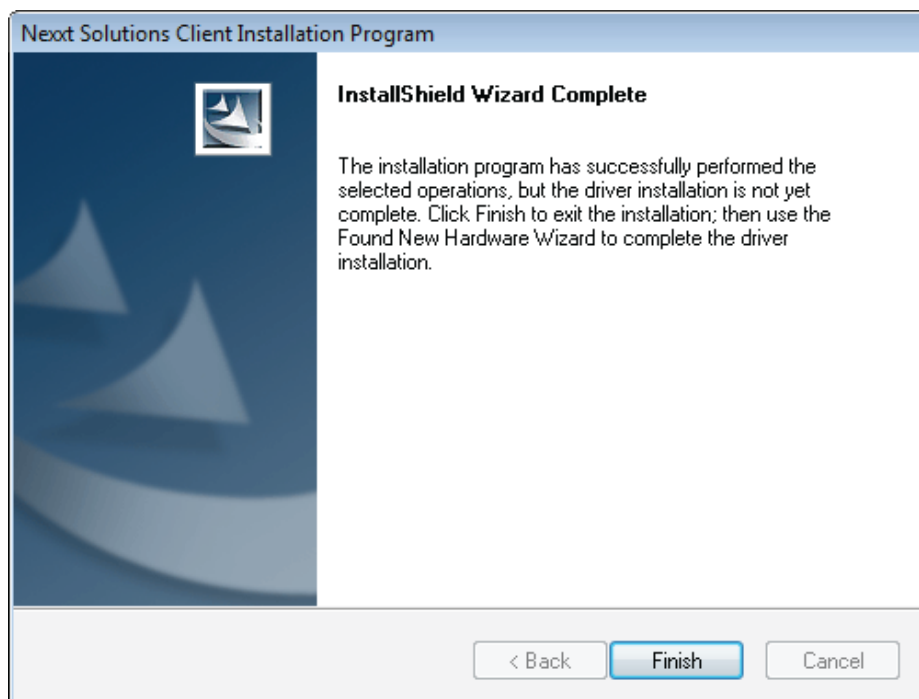 Nexxt Solutions Client Installation Program
InstallShield Wizard Complete
The installation program has successfully performed the
selected operations, but the driver installation is not yet
complete. Click Finish to exit the installation; then use the
Found New Hardware Wizard to complete the driver
installation.
< Back
Finish
Cancel